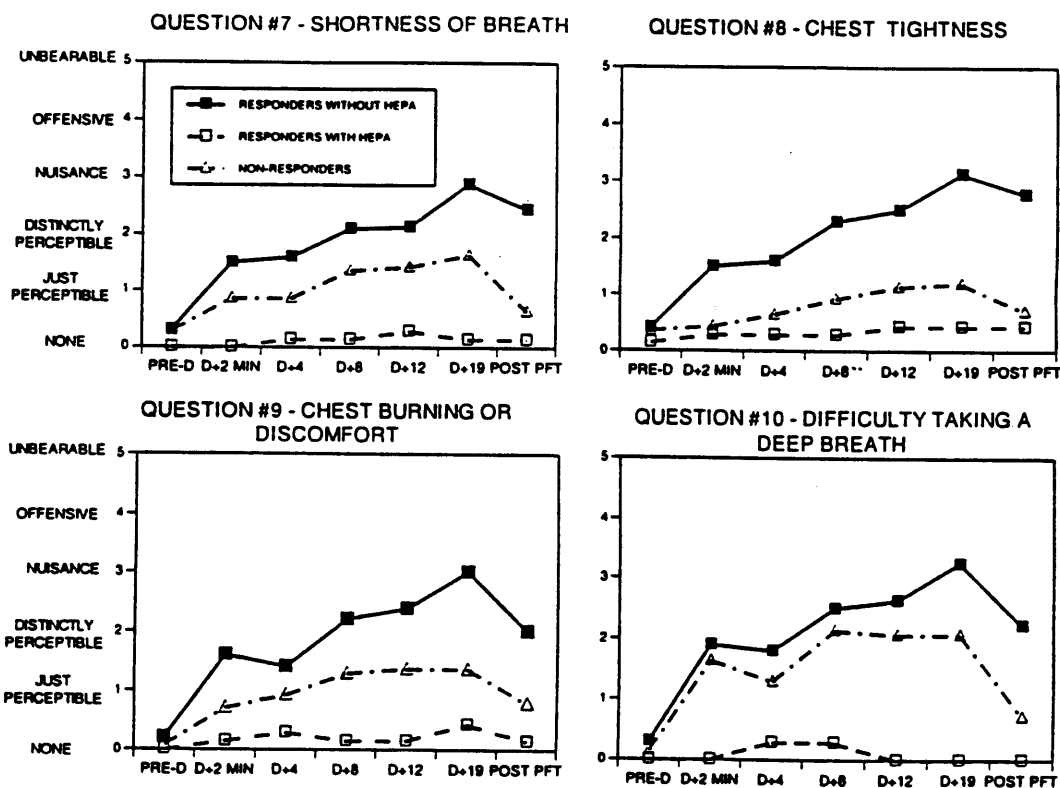 QUESTION #7 - SHORTNESS OF BREATH
UNBEARABLE 5
OFFENSIVE 4
NUISANCE 3
DISTINCTLY
PERCEPTIBLE 2
JUST
PERCEPTIBLE 1
NONE 0
RESPONDERS WITHOUT HEPA
RESPONDERS WITH HEPA
NON-RESPONDERS
PRE-D D+2 MIN D+4 D+8 D+12 D+19 POST PFT
QUESTION #8 - CHEST TIGHTNESS
5
4
3
2
1
0
PRE-D D+2 MIN D+4 D+8 D+12 D+19 POST PFT
QUESTION #9 - CHEST BURNING OR
DISCOMFORT
UNBEARABLE 5
OFFENSIVE 4
NUISANCE 3
DISTINCTLY
PERCEPTIBLE 2
JUST
PERCEPTIBLE 1
NONE 0
PRE-D D+2 MIN D+4 D+8 D+12 D+19 POST PFT
QUESTION #10 - DIFFICULTY TAKING A
DEEP BREATH
5
4
3
2
1
0
PRE-D D+2 MIN D+4 D+8 D+12 D+19 POST PFT